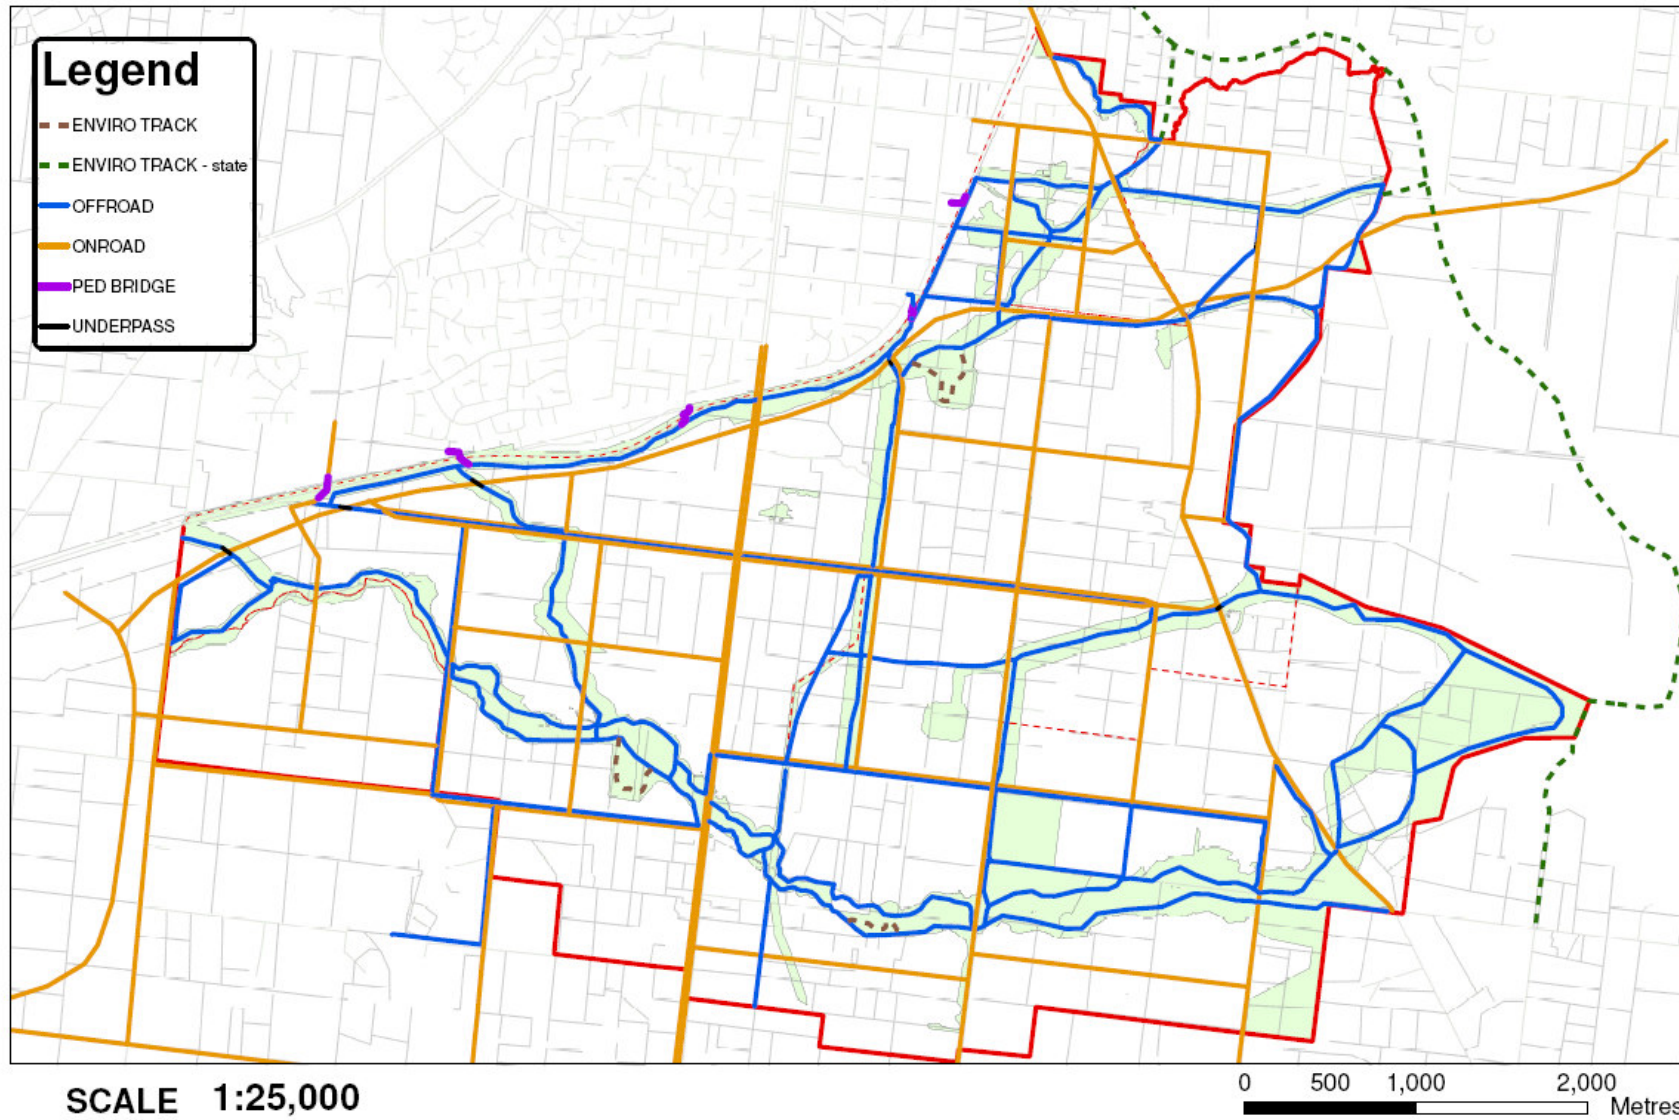 Legend
ENVIRO TRACK
ENVIRO TRACK - state
OFFROAD
ONROAD
PED BRIDGE
UNDERPASS
SCALE 1:25,000
0 500 1,000 2,000
Metres